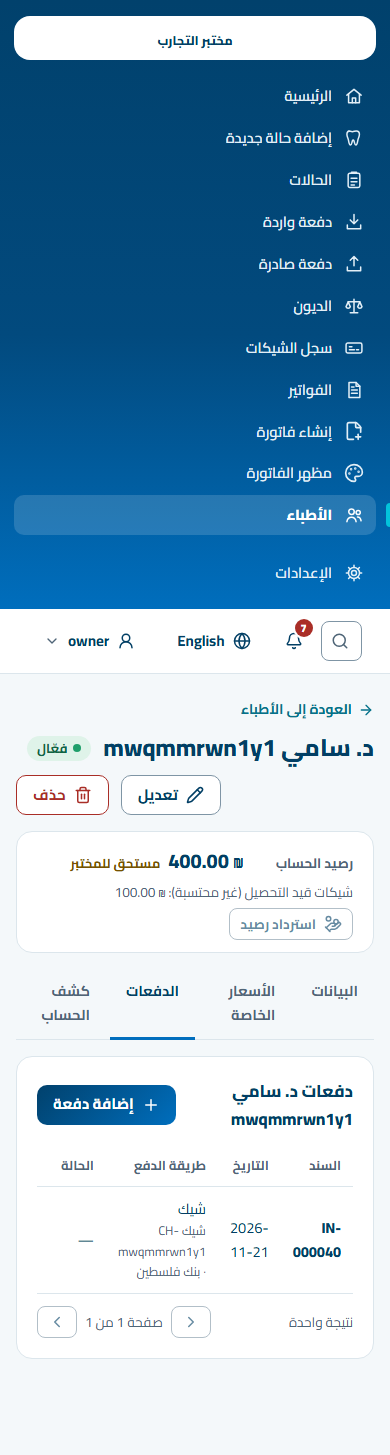 مختبر التجارب
الرئيسية
إضافة حالة جديدة
الحالات
دفعة واردة
دفعة صادرة
الديون
سجل الشيكات
الفواتير
إنشاء فاتورة
مظهر الفاتورة
الأطباء
الإعدادات
7
English
owner
العودة إلى الأطباء
د. سامي mwqmmrwn1y1
فعّال
تعديل
حذف
رصيد الحساب
₪ 400.00 مستحق للمختبر
شيكات قيد التحصيل (غير محتسبة): ₪ 100.00
استرداد رصيد
البيانات
الأسعار الخاصة
الدفعات
كشف الحساب
دفعات د. سامي
mwqmmrwn1y1
إضافة دفعة
السند
التاريخ
طريقة الدفع
الحالة
IN-
000040
2026-
11-21
شيك
شيك CH-
mwqmmrwn1y1
· بنك فلسطين
—
نتيجة واحدة
صفحة 1 من 1